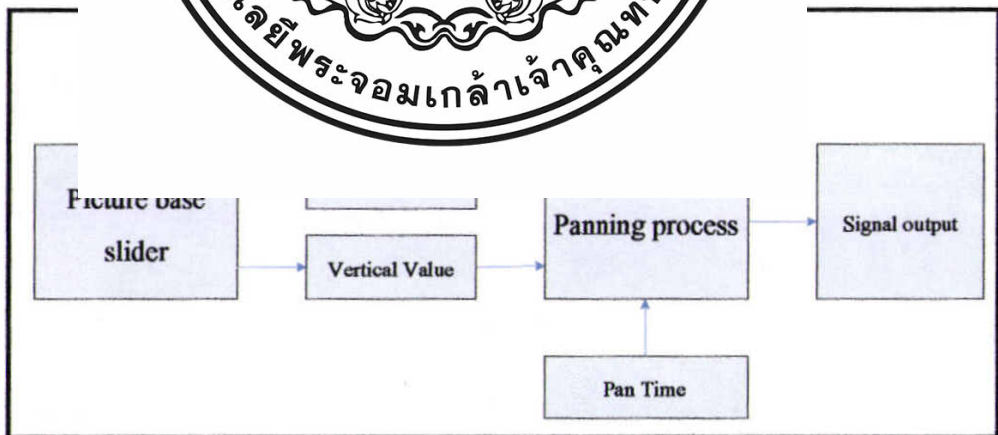 ลยีพระจอมเกล้าเจ้าคุณท
Picture base
slider
Vertical Value
Panning process
Signal output
Pan Time